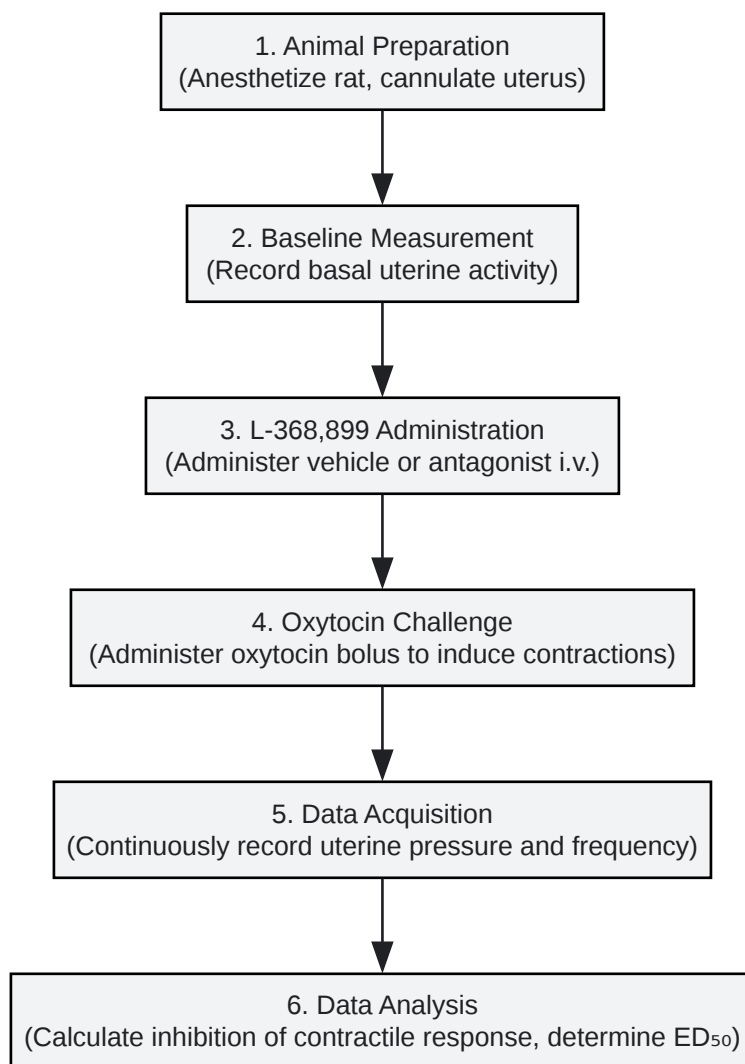 1. Animal Preparation
(Anesthetize rat, cannulate uterus)
2. Baseline Measurement
(Record basal uterine activity)
3. L-368,899 Administration
(Administer vehicle or antagonist i.v.)
4. Oxytocin Challenge
(Administer oxytocin bolus to induce contractions)
5. Data Acquisition
(Continuously record uterine pressure and frequency)
6. Data Analysis
(Calculate inhibition of contractile response, determine ED₅₀)